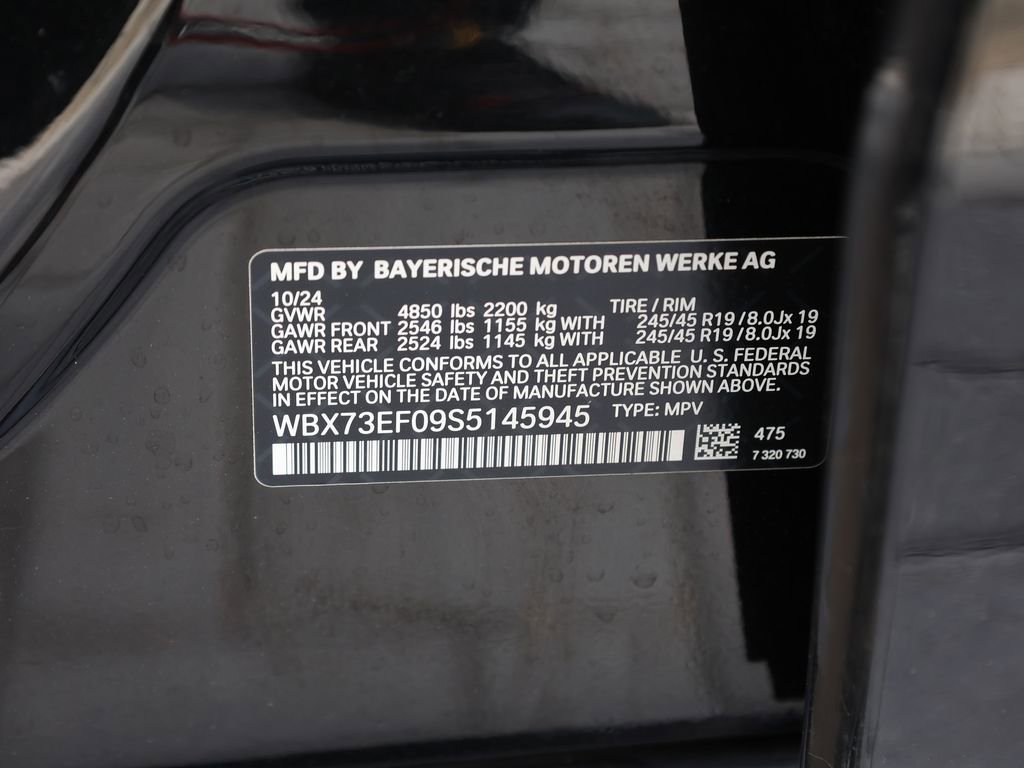 MFD BY BAYERISCHE MOTOREN WERKE AG
10/24
GVWR 4850 lbs 2200 kg TIRE / RIM
GAWR FRONT 2546 lbs 1155 kg WITH 245/45 R19 / 8.0Jx 19
GAWR REAR 2524 lbs 1145 kg WITH 245/45 R19 / 8.0Jx 19
THIS VEHICLE CONFORMS TO ALL APPLICABLE U. S. FEDERAL
MOTOR VEHICLE SAFETY AND THEFT PREVENTION STANDARDS
IN EFFECT ON THE DATE OF MANUFACTURE SHOWN ABOVE.
WBX73EF09S5145945 TYPE: MPV
475
7 320 730